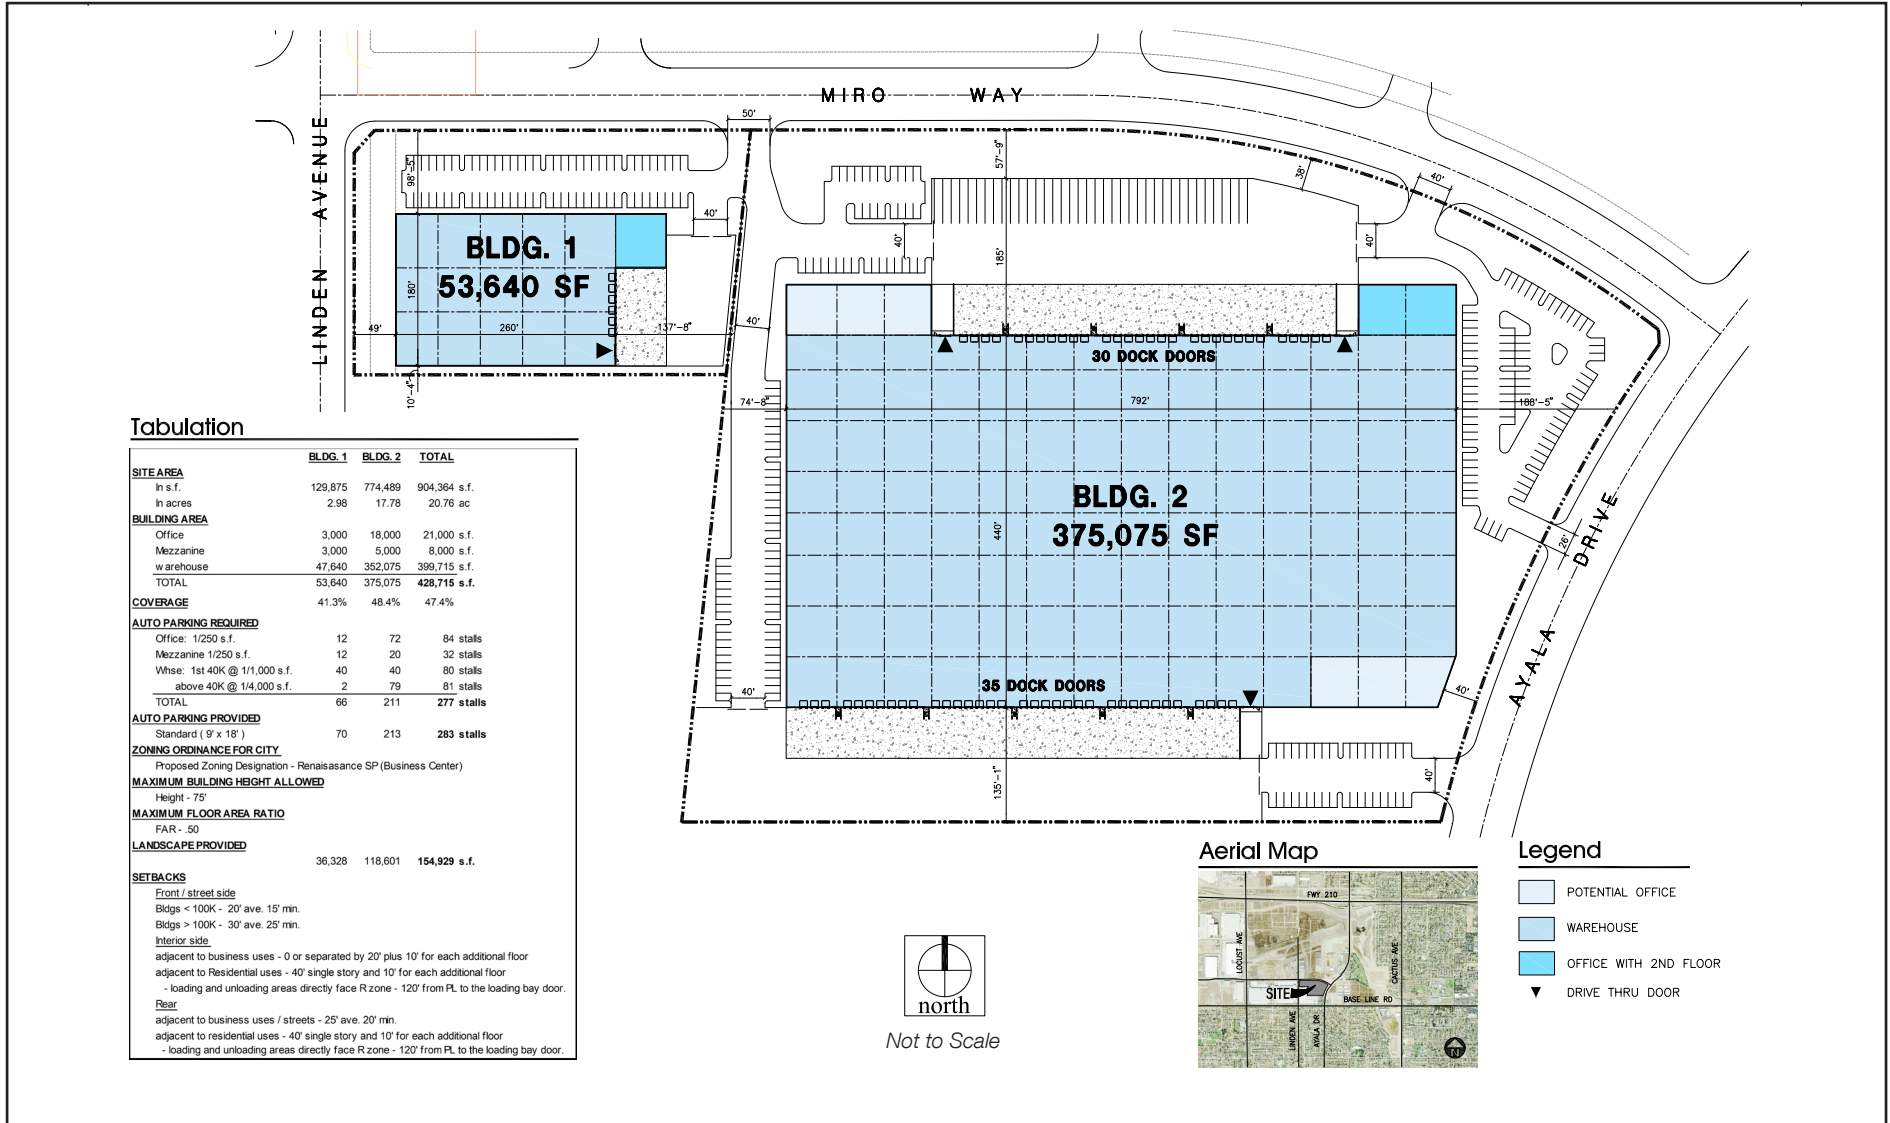 MIRO WAY
LINDEN AVENUE
AYALA DRIVE
50'
98'-5"
40'
BLDG. 1
53,640 SF
180'
49'
260'
137'-8"
10'-4"
40'
57'-9"
38'
40'
40'
185'
40'
30 DOCK DOORS
74'-8"
792'
188'-5"
BLDG. 2
375,075 SF
440'
26'
35 DOCK DOORS
40'
40'
135'-1"
40'
Tabulation
BLDG. 1 BLDG. 2 TOTAL
SITE AREA
In s.f. 129,875 774,489 904,364 s.f.
In acres 2.98 17.78 20.76 ac
BUILDING AREA
Office 3,000 18,000 21,000 s.f.
Mezzanine 3,000 5,000 8,000 s.f.
warehouse 47,640 352,075 399,715 s.f.
TOTAL 53,640 375,075 428,715 s.f.
COVERAGE 41.3% 48.4% 47.4%
AUTO PARKING REQUIRED
Office: 1/250 s.f. 12 72 84 stalls
Mezzanine 1/250 s.f. 12 20 32 stalls
Whse: 1st 40K @ 1/1,000 s.f. 40 40 80 stalls
above 40K @ 1/4,000 s.f. 2 79 81 stalls
TOTAL 66 211 277 stalls
AUTO PARKING PROVIDED
Standard ( 9' x 18' ) 70 213 283 stalls
ZONING ORDINANCE FOR CITY
Proposed Zoning Designation - Renaisasance SP (Business Center)
MAXIMUM BUILDING HEIGHT ALLOWED
Height - 75'
MAXIMUM FLOOR AREA RATIO
FAR - .50
LANDSCAPE PROVIDED
36,328 118,601 154,929 s.f.
SETBACKS
Front / street side
Bldgs < 100K - 20' ave. 15' min.
Bldgs > 100K - 30' ave. 25' min.
Interior side
adjacent to business uses - 0 or separated by 20' plus 10' for each additional floor
adjacent to Residential uses - 40' single story and 10' for each additional floor
- loading and unloading areas directly face R zone - 120' from PL to the loading bay door.
Rear
adjacent to business uses / streets - 25' ave. 20' min.
adjacent to residential uses - 40' single story and 10' for each additional floor
- loading and unloading areas directly face R zone - 120' from PL to the loading bay door.
north
Not to Scale
Aerial Map
FWY 210
LOCUST AVE
CACTUS AVE
SITE
BASE LINE RD
LINDEN AVE
AYALA DR
N
Legend
POTENTIAL OFFICE
WAREHOUSE
OFFICE WITH 2ND FLOOR
DRIVE THRU DOOR